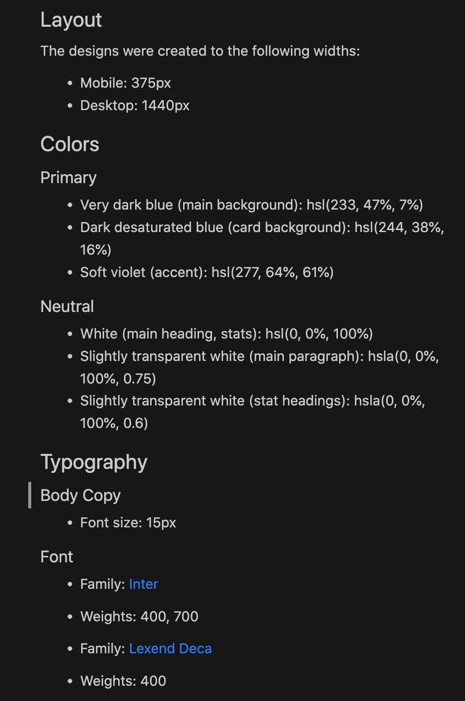 Layout
The designs were created to the following widths:
• Mobile: 375px
• Desktop: 1440px
Colors
Primary
• Very dark blue (main background): hsl(233, 47%, 7%)
• Dark desaturated blue (card background): hsl(244, 38%,
16%)
• Soft violet (accent): hsl(277, 64%, 61%)
Neutral
• White (main heading, stats): hsl(0, 0%, 100%)
• Slightly transparent white (main paragraph): hsla(0, 0%,
100%, 0.75)
• Slightly transparent white (stat headings): hsla(0, 0%,
100%, 0.6)
Typography
Body Copy
• Font size: 15px
Font
• Family: Inter
• Weights: 400, 700
• Family: Lexend Deca
• Weights: 400